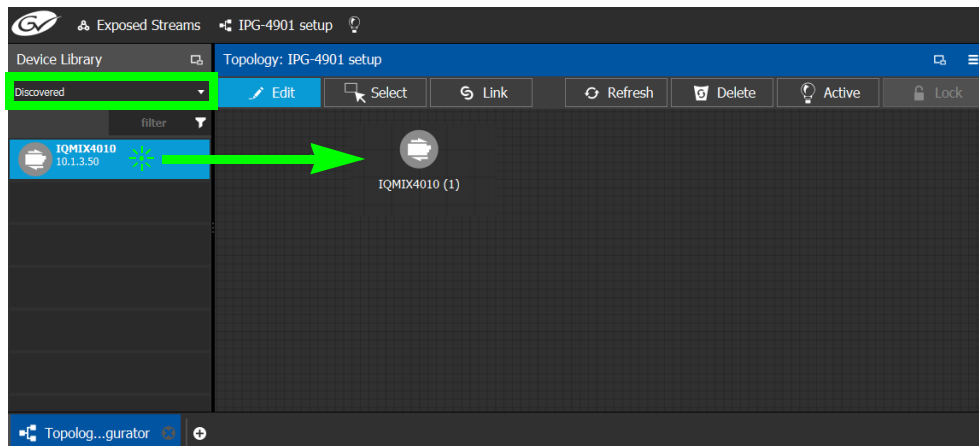 GV Exposed Streams IPG-4901 setup
Device Library
Topology: IPG-4901 setup
Discovered
Edit Select Link Refresh Delete Active Lock
filter
IQMIX4010
10.1.3.50
IQMIX4010 (1)
Topolog...gurator